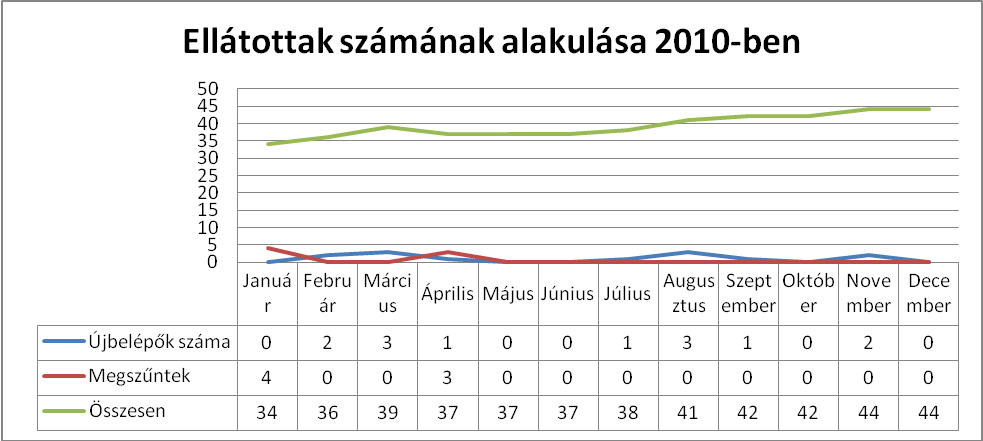 Ellátottak számának alakulása 2010-ben
50
45
40
35
30
25
20
15
10
5
0
Januá Febru Márci Április Május Június Július Augus Szept Októb Nove Dece
r ár us ztus ember er mber mber
Újbelépők száma 0 2 3 1 0 0 1 3 1 0 2 0
Megszűntek 4 0 0 3 0 0 0 0 0 0 0 0
Összesen 34 36 39 37 37 37 38 41 42 42 44 44